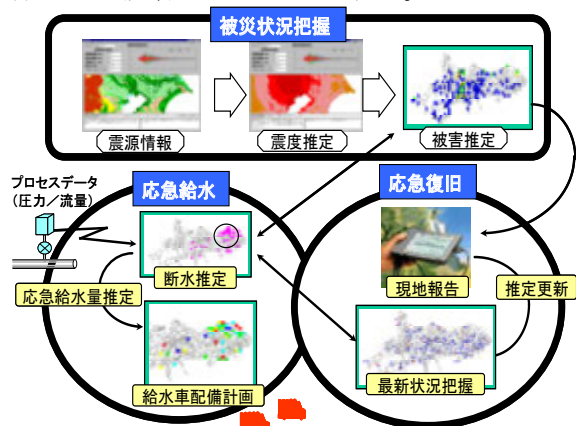 被災状況把握
震源情報
震度推定
被害推定
プロセスデータ
(圧力／流量)
応急給水
応急復旧
断水推定
応急給水量推定
給水車配備計画
現地報告
推定更新
最新状況把握